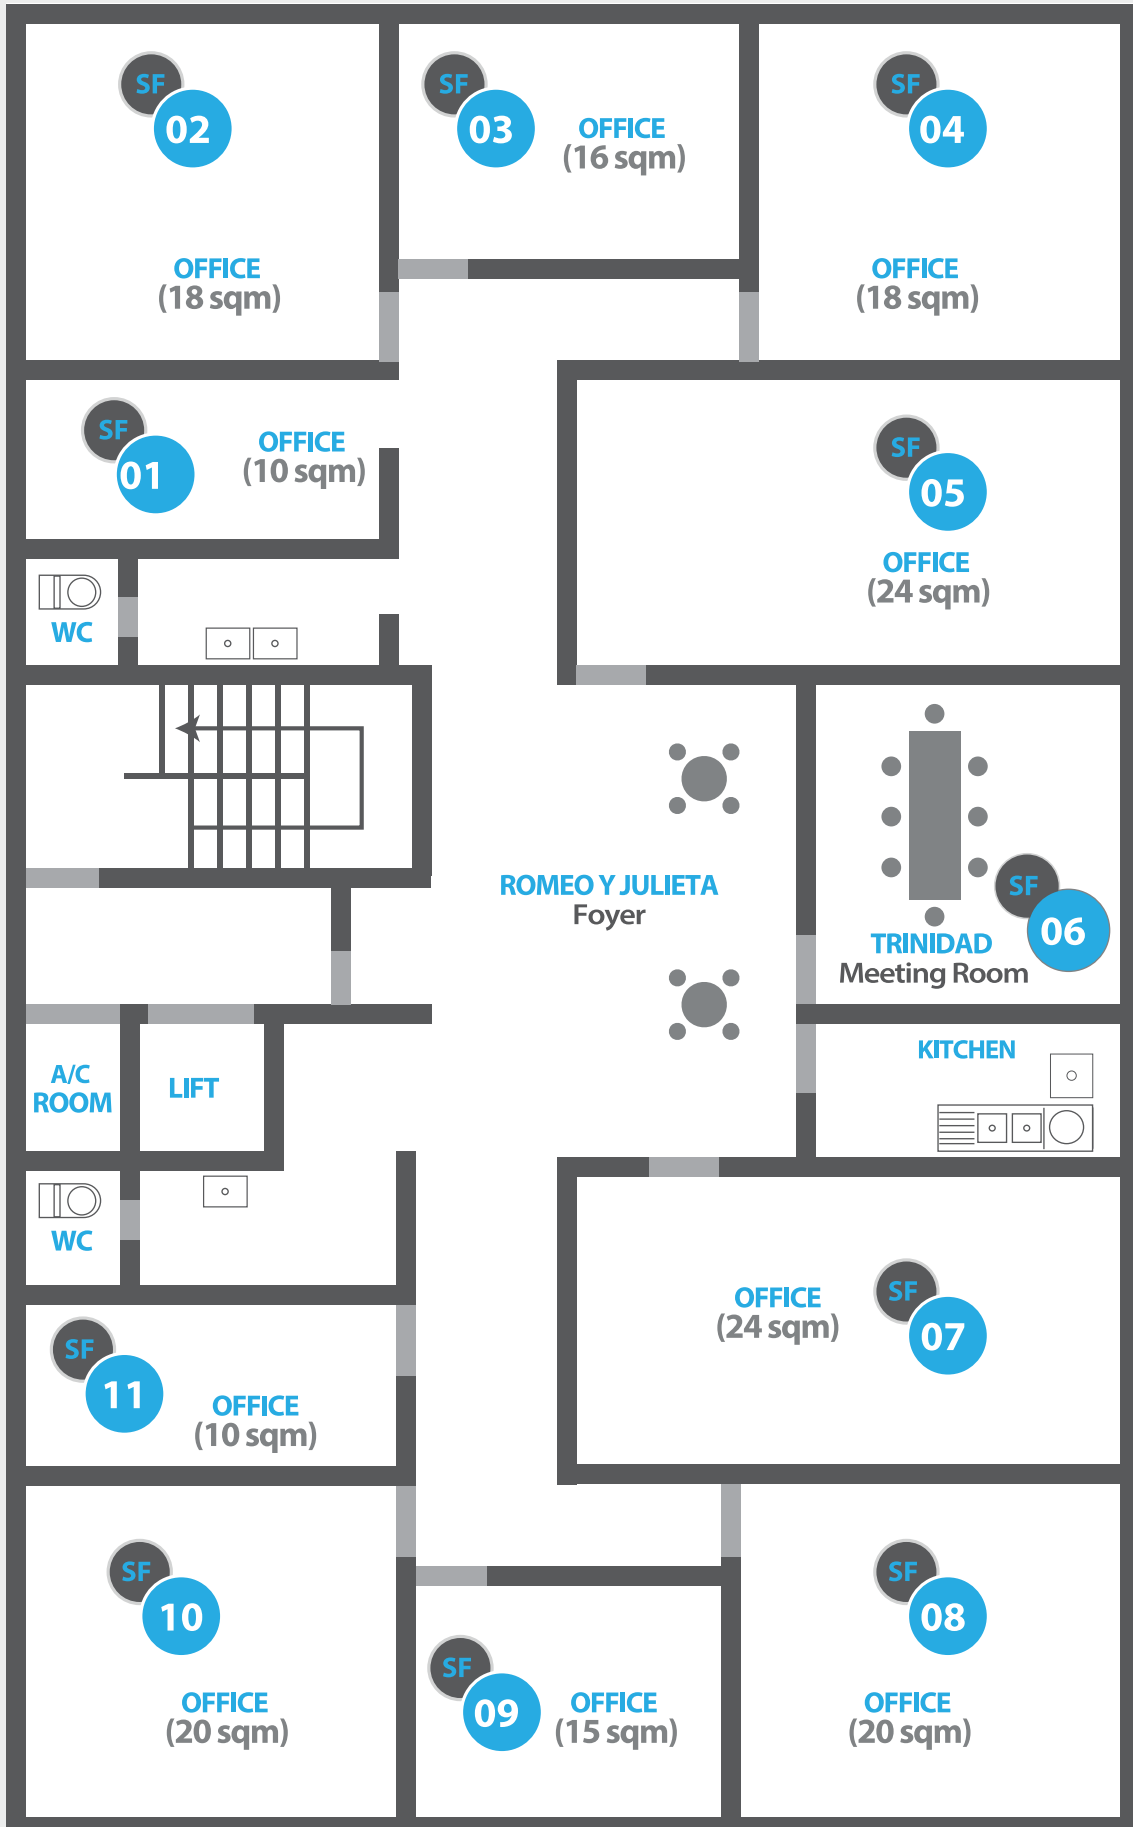 SF
02
OFFICE
(18 sqm)
SF
03
OFFICE
(16 sqm)
SF
04
OFFICE
(18 sqm)
SF
01
OFFICE
(10 sqm)
SF
05
OFFICE
(24 sqm)
WC
ROMEO Y JULIETA
Foyer
SF
06
TRINIDAD
Meeting Room
KITCHEN
A/C
ROOM
LIFT
WC
OFFICE
(24 sqm)
SF
07
SF
11
OFFICE
(10 sqm)
SF
10
OFFICE
(20 sqm)
SF
09
OFFICE
(15 sqm)
SF
08
OFFICE
(20 sqm)